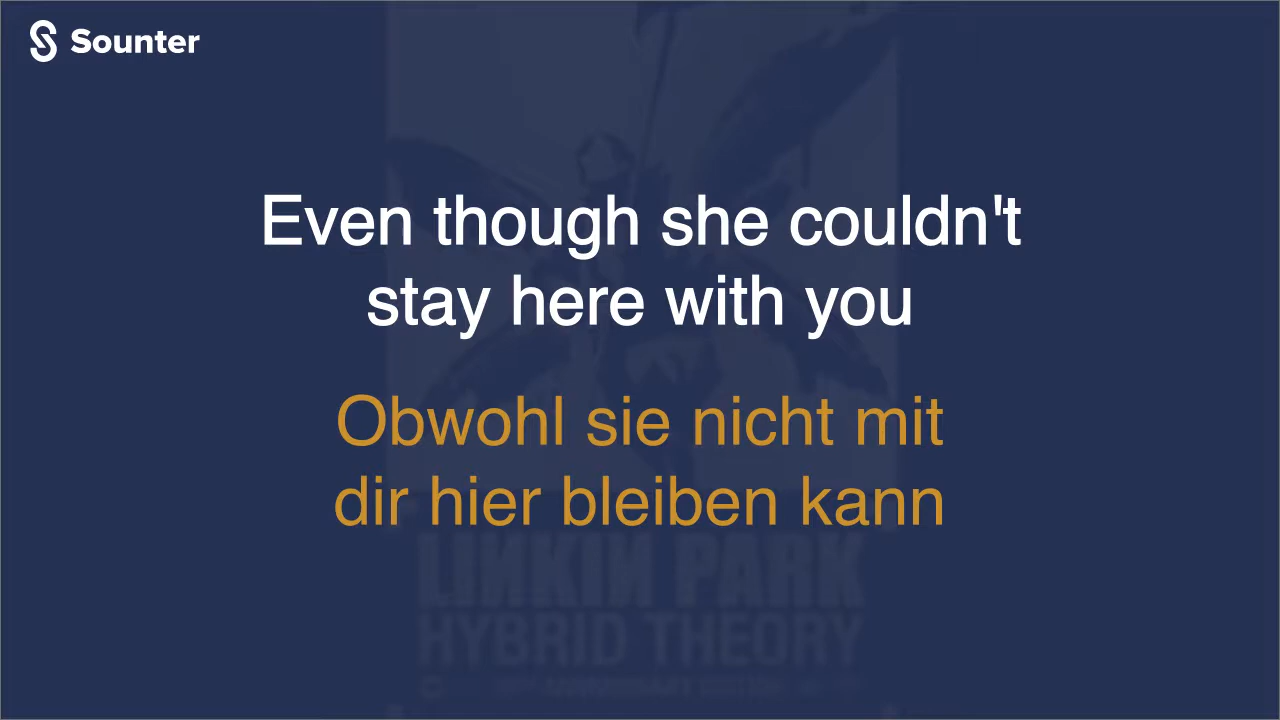 Sounter
Even though she couldn't
stay here with you
Obwohl sie nicht mit
dir hier bleiben kann
LINKIN PARK
HYBRID THEORY